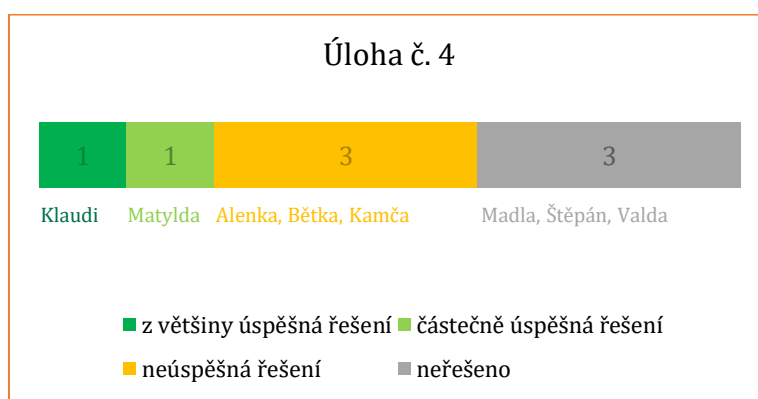 Úloha č. 4
1 1 3 3
Klaudi Matylda Alenka, Bětka, Kamča Madla, Štěpán, Valda
z většiny úspěšná řešení částečně úspěšná řešení
neúspěšná řešení neřešeno